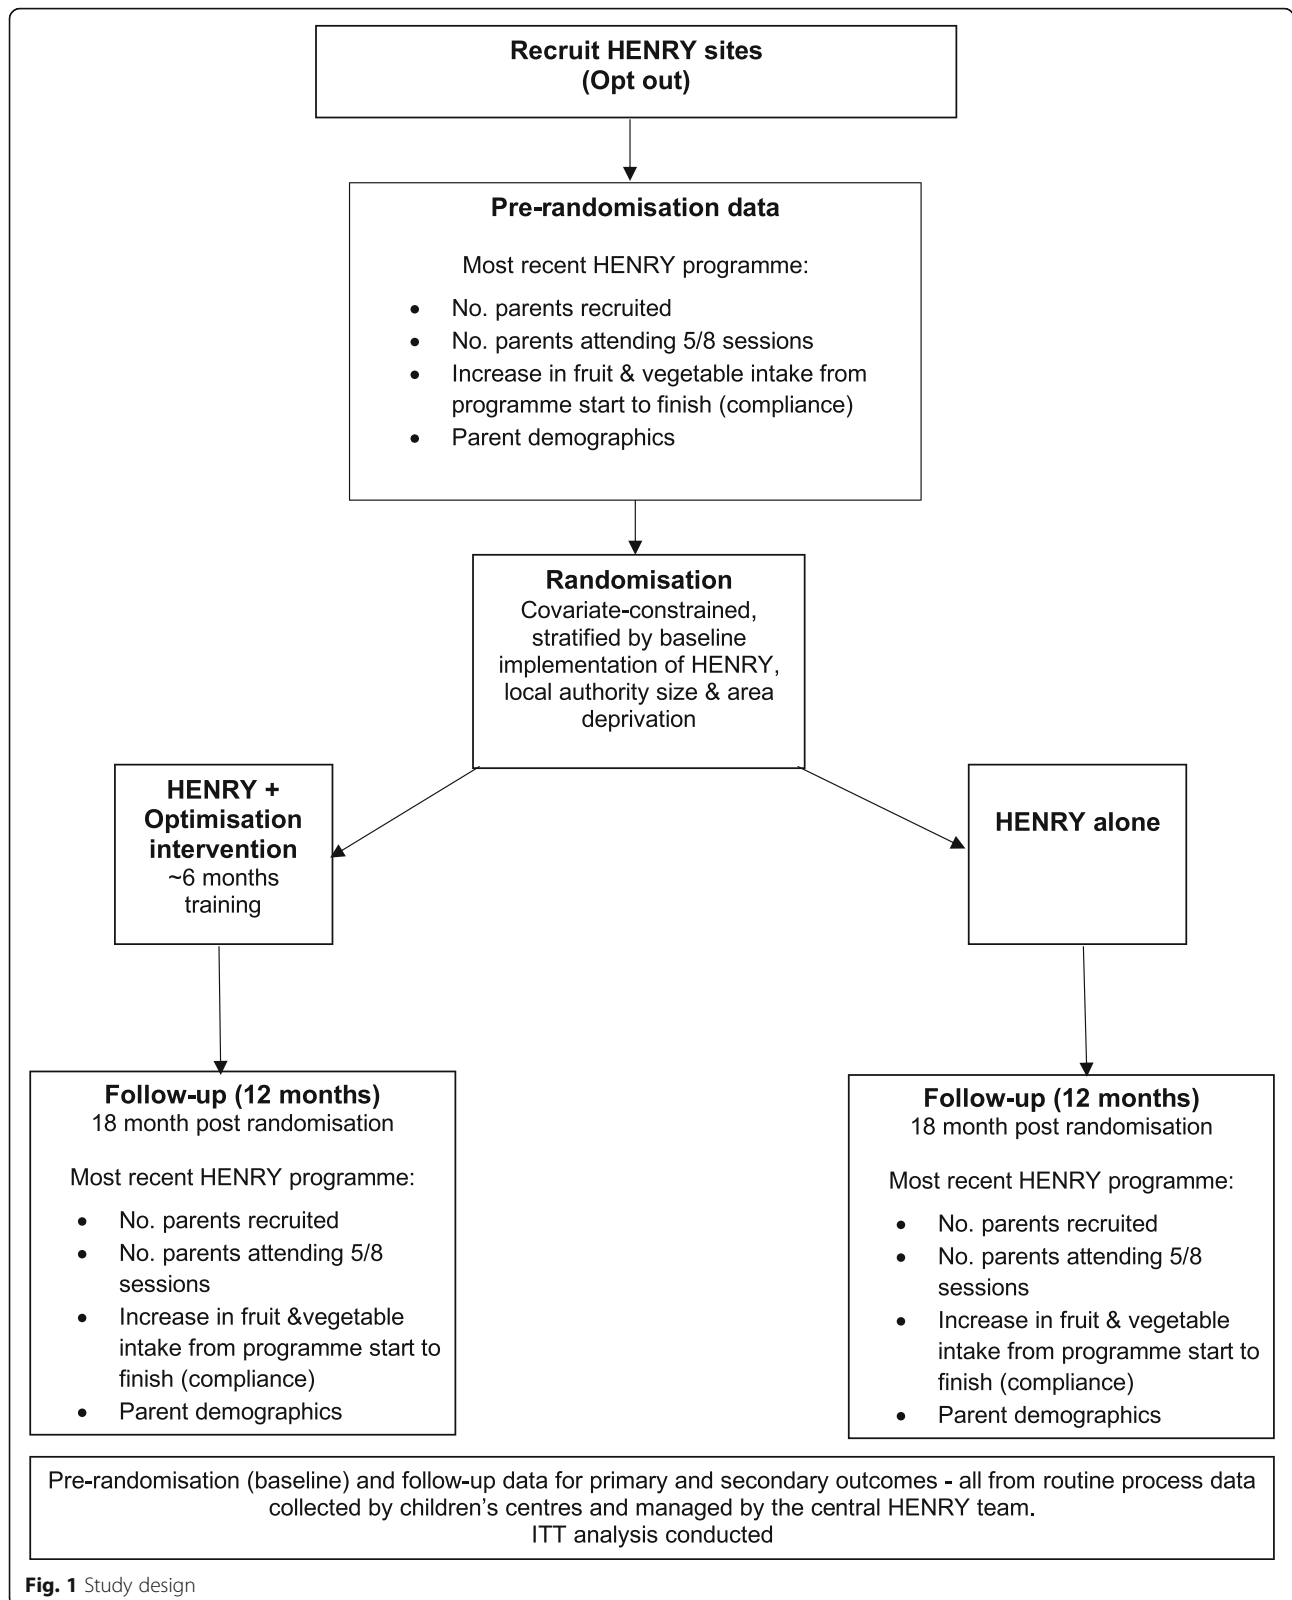 Recruit HENRY sites
(Opt out)
Pre-randomisation data
Most recent HENRY programme:
• No. parents recruited
• No. parents attending 5/8 sessions
• Increase in fruit & vegetable intake from
programme start to finish (compliance)
• Parent demographics
Randomisation
Covariate-constrained,
stratified by baseline
implementation of HENRY,
local authority size & area
deprivation
HENRY +
Optimisation
intervention
~6 months
training
HENRY alone
Follow-up (12 months)
18 month post randomisation
Most recent HENRY programme:
• No. parents recruited
• No. parents attending 5/8
sessions
• Increase in fruit &vegetable
intake from programme start to
finish (compliance)
• Parent demographics
Follow-up (12 months)
18 month post randomisation
Most recent HENRY programme:
• No. parents recruited
• No. parents attending 5/8
sessions
• Increase in fruit & vegetable
intake from programme start to
finish (compliance)
• Parent demographics
Pre-randomisation (baseline) and follow-up data for primary and secondary outcomes - all from routine process data
collected by children’s centres and managed by the central HENRY team.
ITT analysis conducted
Fig. 1 Study design